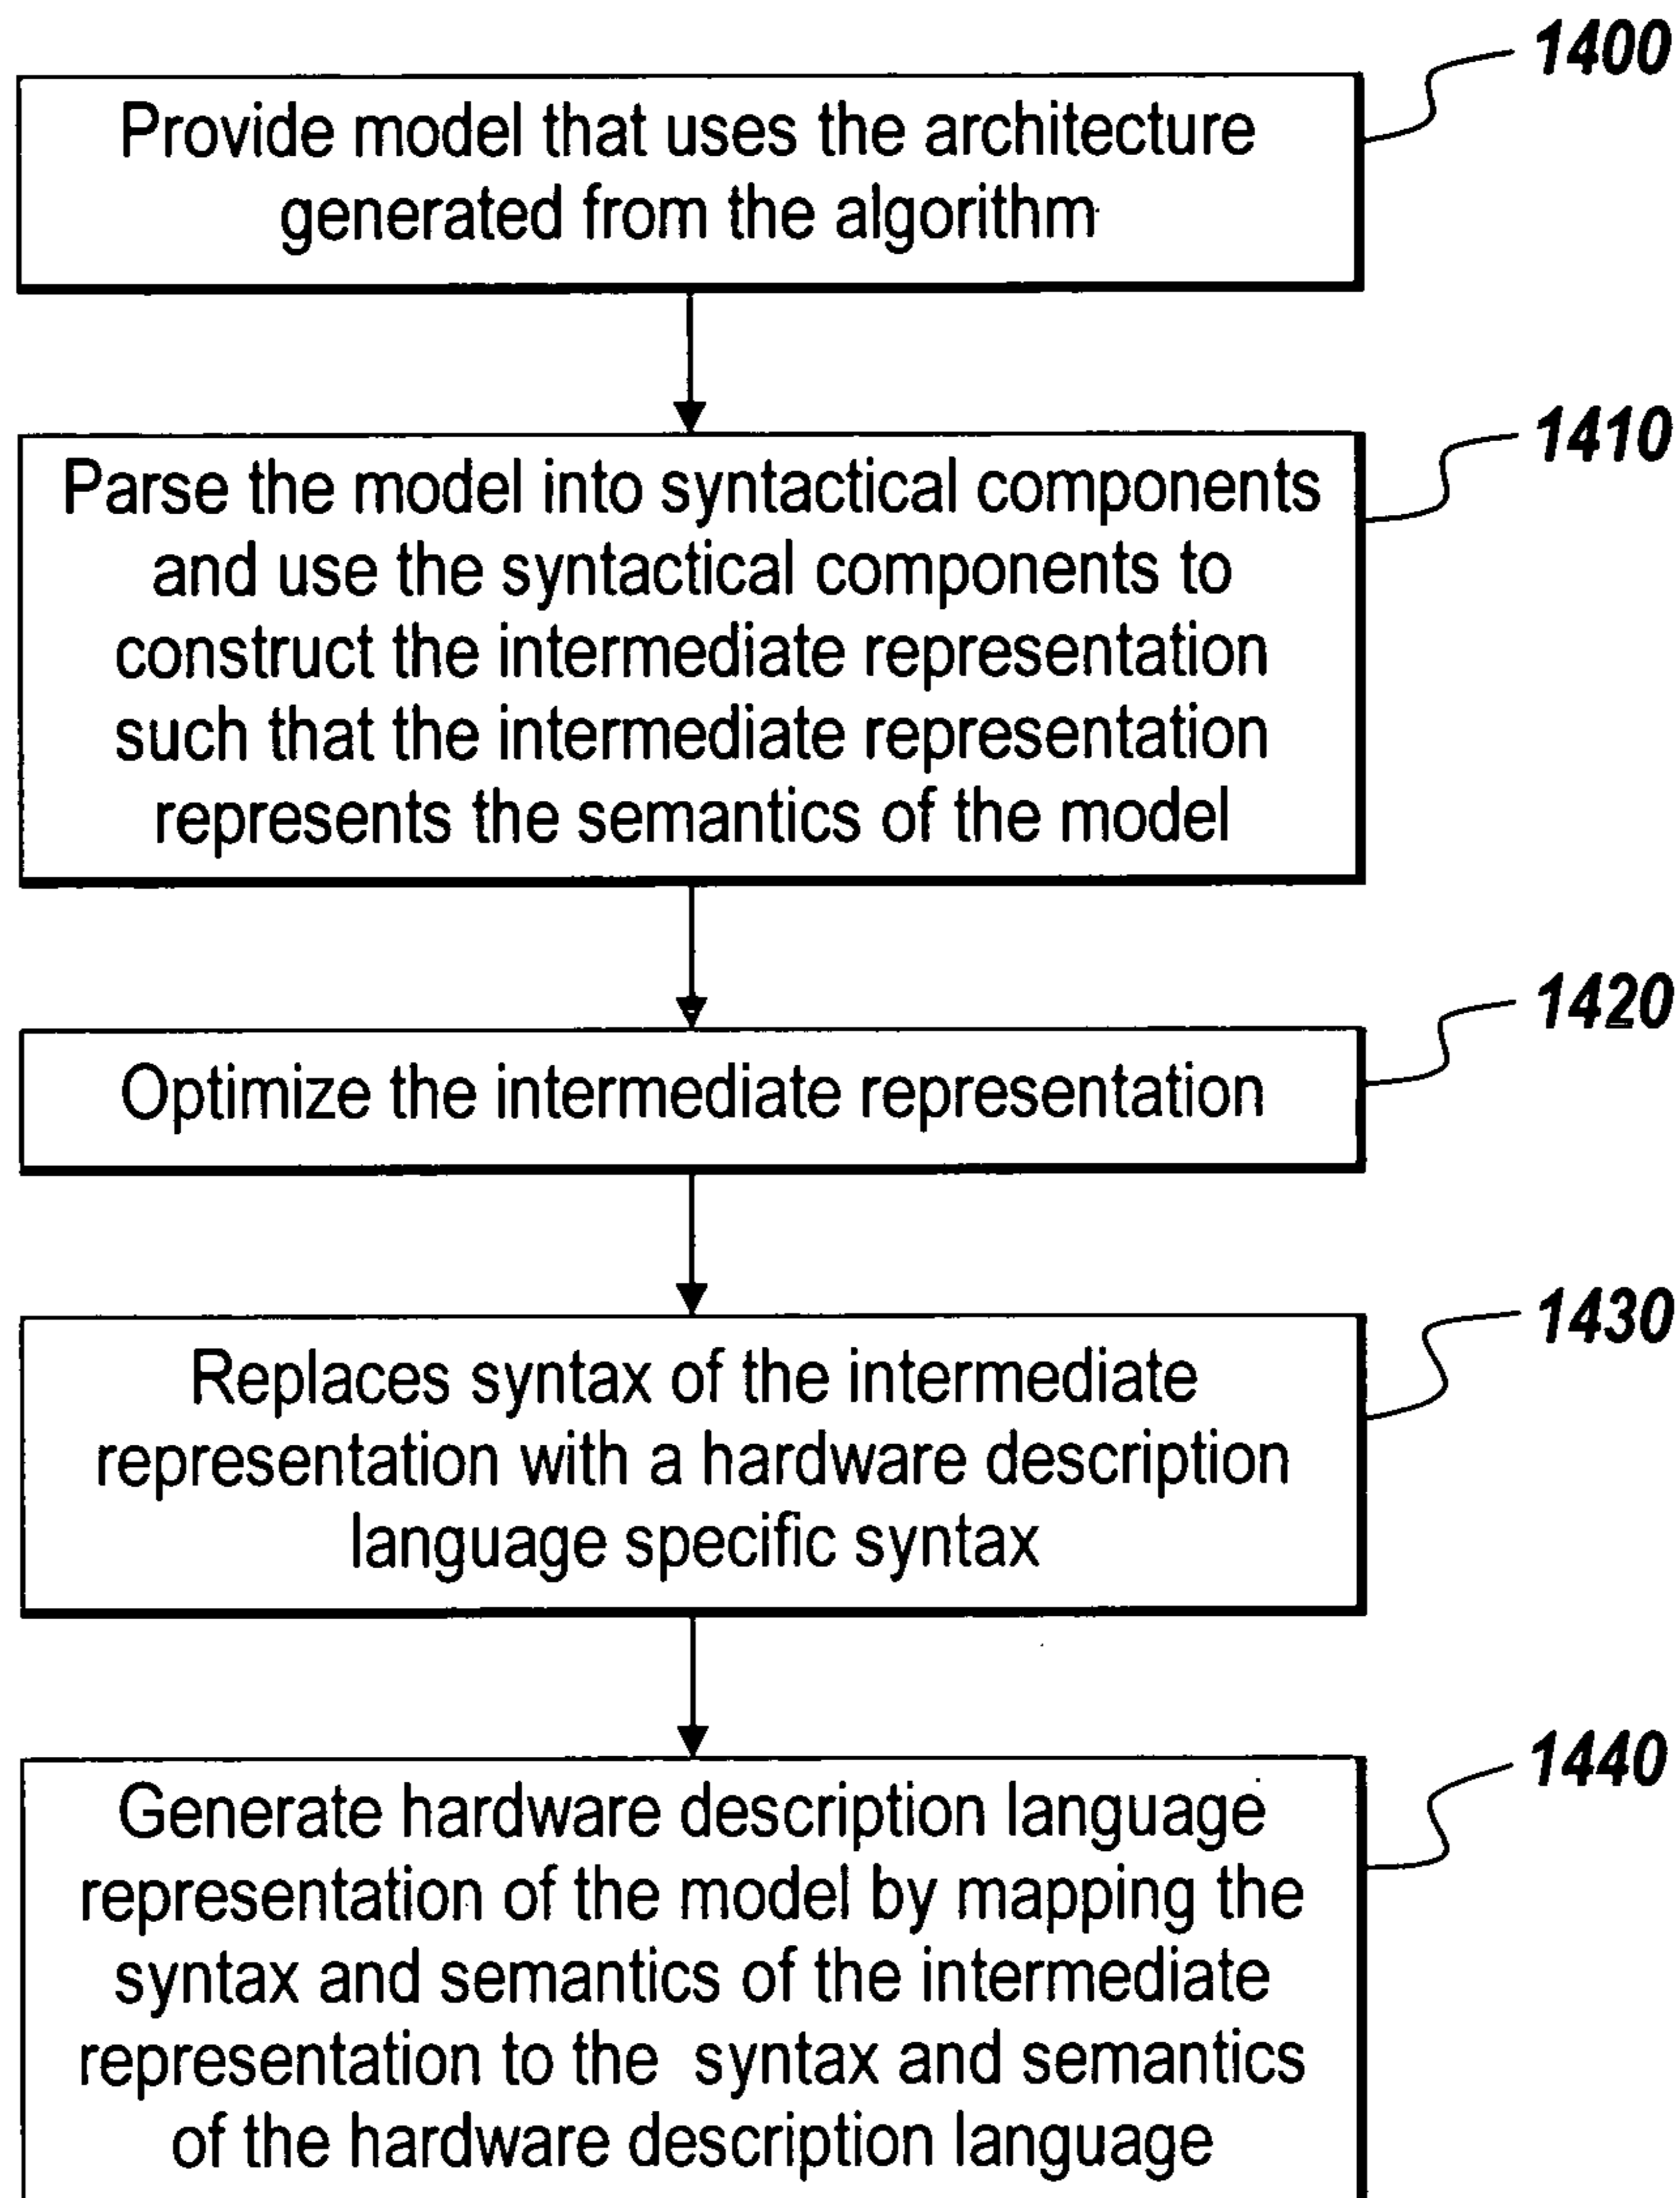 1400
Provide model that uses the architecture
generated from the algorithm
1410
Parse the model into syntactical components
and use the syntactical components to
construct the intermediate representation
such that the intermediate representation
represents the semantics of the model
1420
Optimize the intermediate representation
1430
Replaces syntax of the intermediate
representation with a hardware description
language specific syntax
1440
Generate hardware description language
representation of the model by mapping the
syntax and semantics of the intermediate
representation to the syntax and semantics
of the hardware description language